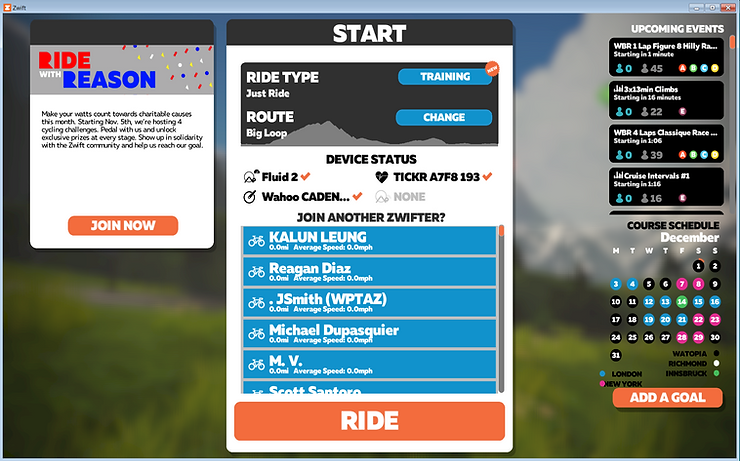 Zwift
RIDE
WITH REASON
Make your watts count towards charitable causes
this month. Starting Nov. 5th, we're hosting 4
cycling challenges. Pedal with us and unlock
exclusive prizes at every stage. Show up in solidarity
with the Zwift community and help us reach our goal.
JOIN NOW
START
RIDE TYPE
TRAINING
NEW
Just Ride
ROUTE
CHANGE
Big Loop
DEVICE STATUS
Fluid 2
TICKR A7F8 193
Wahoo CADEN...
NONE
JOIN ANOTHER ZWIFTER?
KALUN LEUNG
0.0mi Average Speed: 0.0mph
Reagan Diaz
0.0mi Average Speed: 0.0mph
. JSmith (WPTAZ)
0.0mi Average Speed: 0.0mph
Michael Dupasquier
0.0mi Average Speed: 0.0mph
M. V.
0.0mi Average Speed: 0.0mph
Scott Santoro
RIDE
UPCOMING EVENTS
WBR 1 Lap Figure 8 Hilly Ra...
Starting in 1 minute
0 45 A B C D
3x13min Climbs
Starting in 16 minutes
0 22 E
WBR 4 Laps Classique Race ...
Starting in 1:06
0 39 A B C D
Cruise Intervals #1
Starting in 1:16
0 16 E
COURSE SCHEDULE
December
M T W T F S S
1 2
3 4 5 6 7 8 9
10 11 12 13 14 15 16
17 18 19 20 21 22 23
24 25 26 27 28 29 30
31
WATOPIA
RICHMOND
LONDON INNSBRUCK
NEW YORK
ADD A GOAL